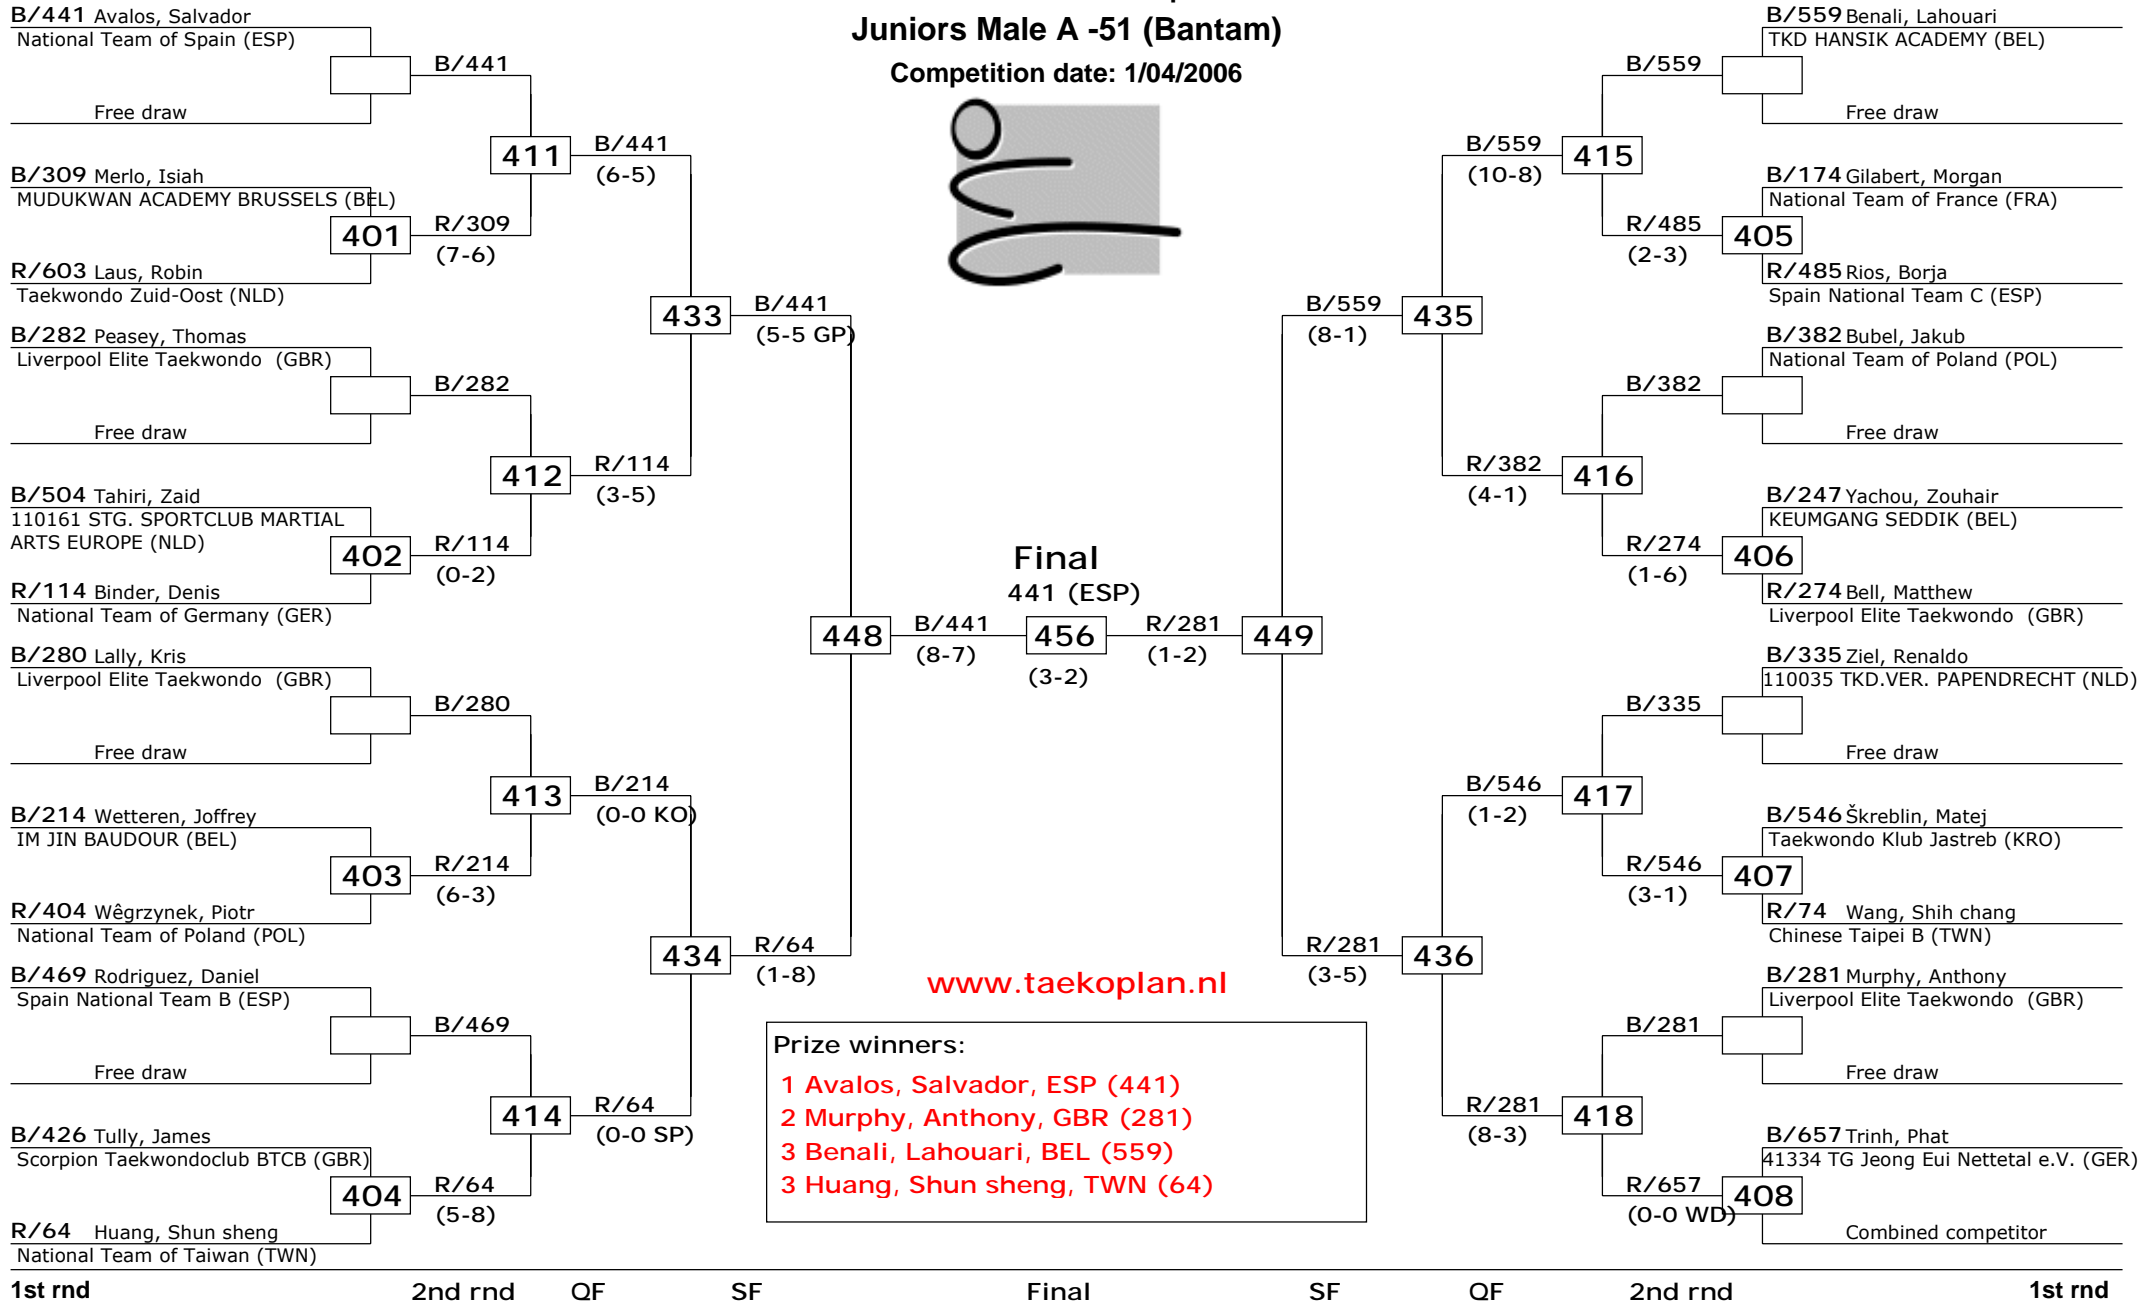 Juniors Male A -51 (Bantam)
Competition date: 1/04/2006
B/441 Avalos, Salvador
National Team of Spain (ESP)
Free draw
B/441
B/309 Merlo, Isiah
MUDUKWAN ACADEMY BRUSSELS (BEL)
401
R/309
(7-6)
R/603 Laus, Robin
Taekwondo Zuid-Oost (NLD)
411
B/441
(6-5)
B/282 Peasey, Thomas
Liverpool Elite Taekwondo (GBR)
Free draw
B/282
B/504 Tahiri, Zaid
110161 STG. SPORTCLUB MARTIAL
ARTS EUROPE (NLD)
402
R/114
(0-2)
R/114 Binder, Denis
National Team of Germany (GER)
412
R/114
(3-5)
433
B/441
(5-5 GP)
B/280 Lally, Kris
Liverpool Elite Taekwondo (GBR)
Free draw
B/280
B/214 Wetteren, Joffrey
IM JIN BAUDOUR (BEL)
403
R/214
(6-3)
R/404 Wêgrzynek, Piotr
National Team of Poland (POL)
413
B/214
(0-0 KO)
B/469 Rodriguez, Daniel
Spain National Team B (ESP)
Free draw
B/469
B/426 Tully, James
Scorpion Taekwondoclub BTCB (GBR)
404
R/64
(5-8)
R/64 Huang, Shun sheng
National Team of Taiwan (TWN)
414
R/64
(0-0 SP)
434
R/64
(1-8)
448
B/441
(8-7)
Final
441 (ESP)
456
(3-2)
R/281
(1-2)
449
B/559 Benali, Lahouari
TKD HANSIK ACADEMY (BEL)
Free draw
B/559
B/174 Gilabert, Morgan
National Team of France (FRA)
405
R/485
(2-3)
R/485 Rios, Borja
Spain National Team C (ESP)
415
B/559
(10-8)
B/382 Bubel, Jakub
National Team of Poland (POL)
Free draw
B/382
B/247 Yachou, Zouhair
KEUMGANG SEDDIK (BEL)
406
R/274
(1-6)
R/274 Bell, Matthew
Liverpool Elite Taekwondo (GBR)
416
R/382
(4-1)
435
B/559
(8-1)
B/335 Ziel, Renaldo
110035 TKD.VER. PAPENDRECHT (NLD)
Free draw
B/335
B/546 Škreblin, Matej
Taekwondo Klub Jastreb (KRO)
407
R/546
(3-1)
R/74 Wang, Shih chang
Chinese Taipei B (TWN)
417
B/546
(1-2)
B/281 Murphy, Anthony
Liverpool Elite Taekwondo (GBR)
Free draw
B/281
B/657 Trinh, Phat
41334 TG Jeong Eui Nettetal e.V. (GER)
408
R/657
(0-0 WD)
Combined competitor
418
R/281
(8-3)
436
R/281
(3-5)
www.taekoplan.nl
Prize winners:
1 Avalos, Salvador, ESP (441)
2 Murphy, Anthony, GBR (281)
3 Benali, Lahouari, BEL (559)
3 Huang, Shun sheng, TWN (64)
1st rnd 2nd rnd QF SF Final SF QF 2nd rnd 1st rnd